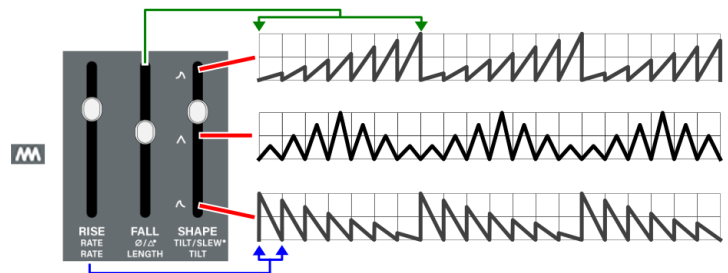 RISE FALL SHAPE
RATE Ø/△* TILT/SLEW*
RATE LENGTH TILT